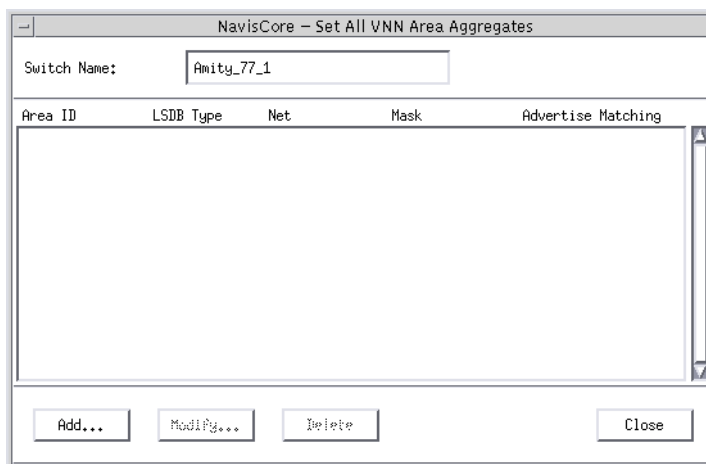 NavisCore – Set All VNN Area Aggregates
Switch Name: Amity_77_1
Area ID LSDB Type Net Mask Advertise Matching
Add... Modify... Delete Close